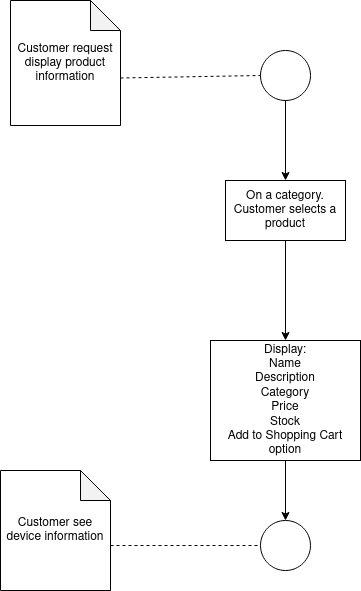 Customer request
display product
information
On a category.
Customer selects a
product
Display:
Name
Description
Category
Price
Stock
Add to Shopping Cart
option
Customer see
device information